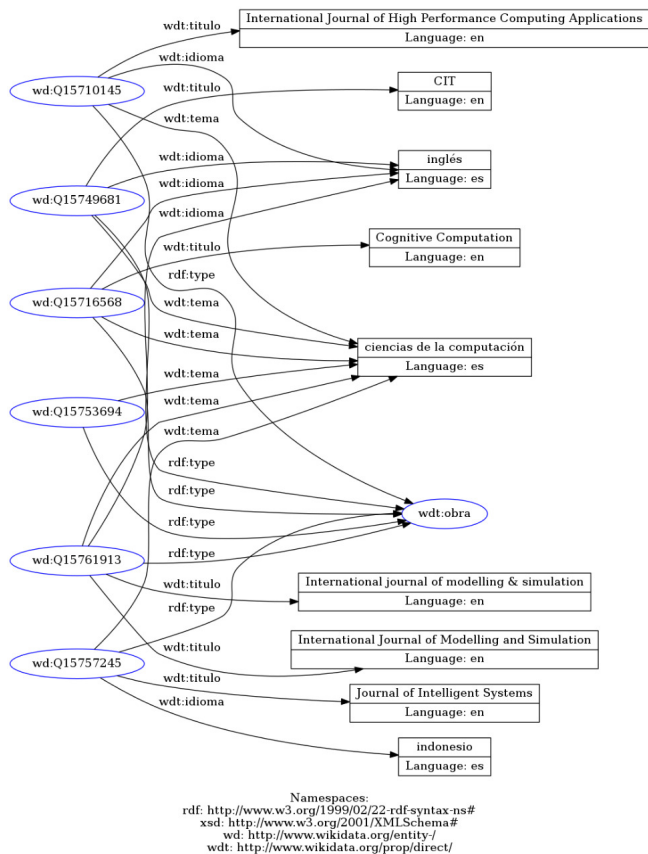 International Journal of High Performance Computing Applications
wdt:titulo
Language: en
wdt:idioma
CIT
wd:Q15710145
wdt:titulo
Language: en
wdt:tema
inglés
wdt:idioma
Language: es
wdt:idioma
wd:Q15749681
wdt:idioma
Cognitive Computation
wdt:titulo
Language: en
rdf:type
wd:Q15716568
wdt:tema
wdt:tema
ciencias de la computación
Language: es
wdt:tema
wdt:tema
wd:Q15753694
wdt:tema
rdf:type
rdf:type
wdt:obra
rdf:type
rdf:type
wd:Q15761913
wdt:titulo
International journal of modelling & simulation
Language: en
rdf:type
International Journal of Modelling and Simulation
wdt:titulo
Language: en
wd:Q15757245
wdt:titulo
Journal of Intelligent Systems
wdt:idioma
Language: en
indonesio
Language: es
Namespaces:
rdf: http://www.w3.org/1999/02/22-rdf-syntax-ns#
xsd: http://www.w3.org/2001/XMLSchema#
wd: http://www.wikidata.org/entity-/
wdt: http://www.wikidata.org/prop/direct/